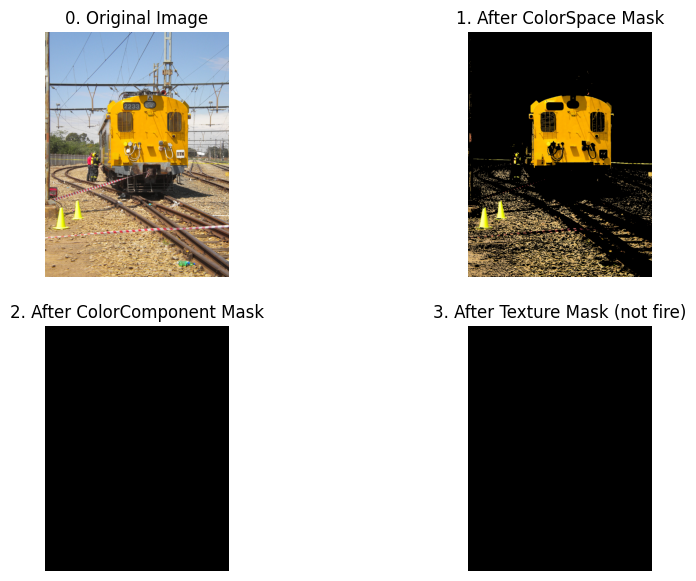 0. Original Image
1. After ColorSpace Mask
2. After ColorComponent Mask
3. After Texture Mask (not fire)